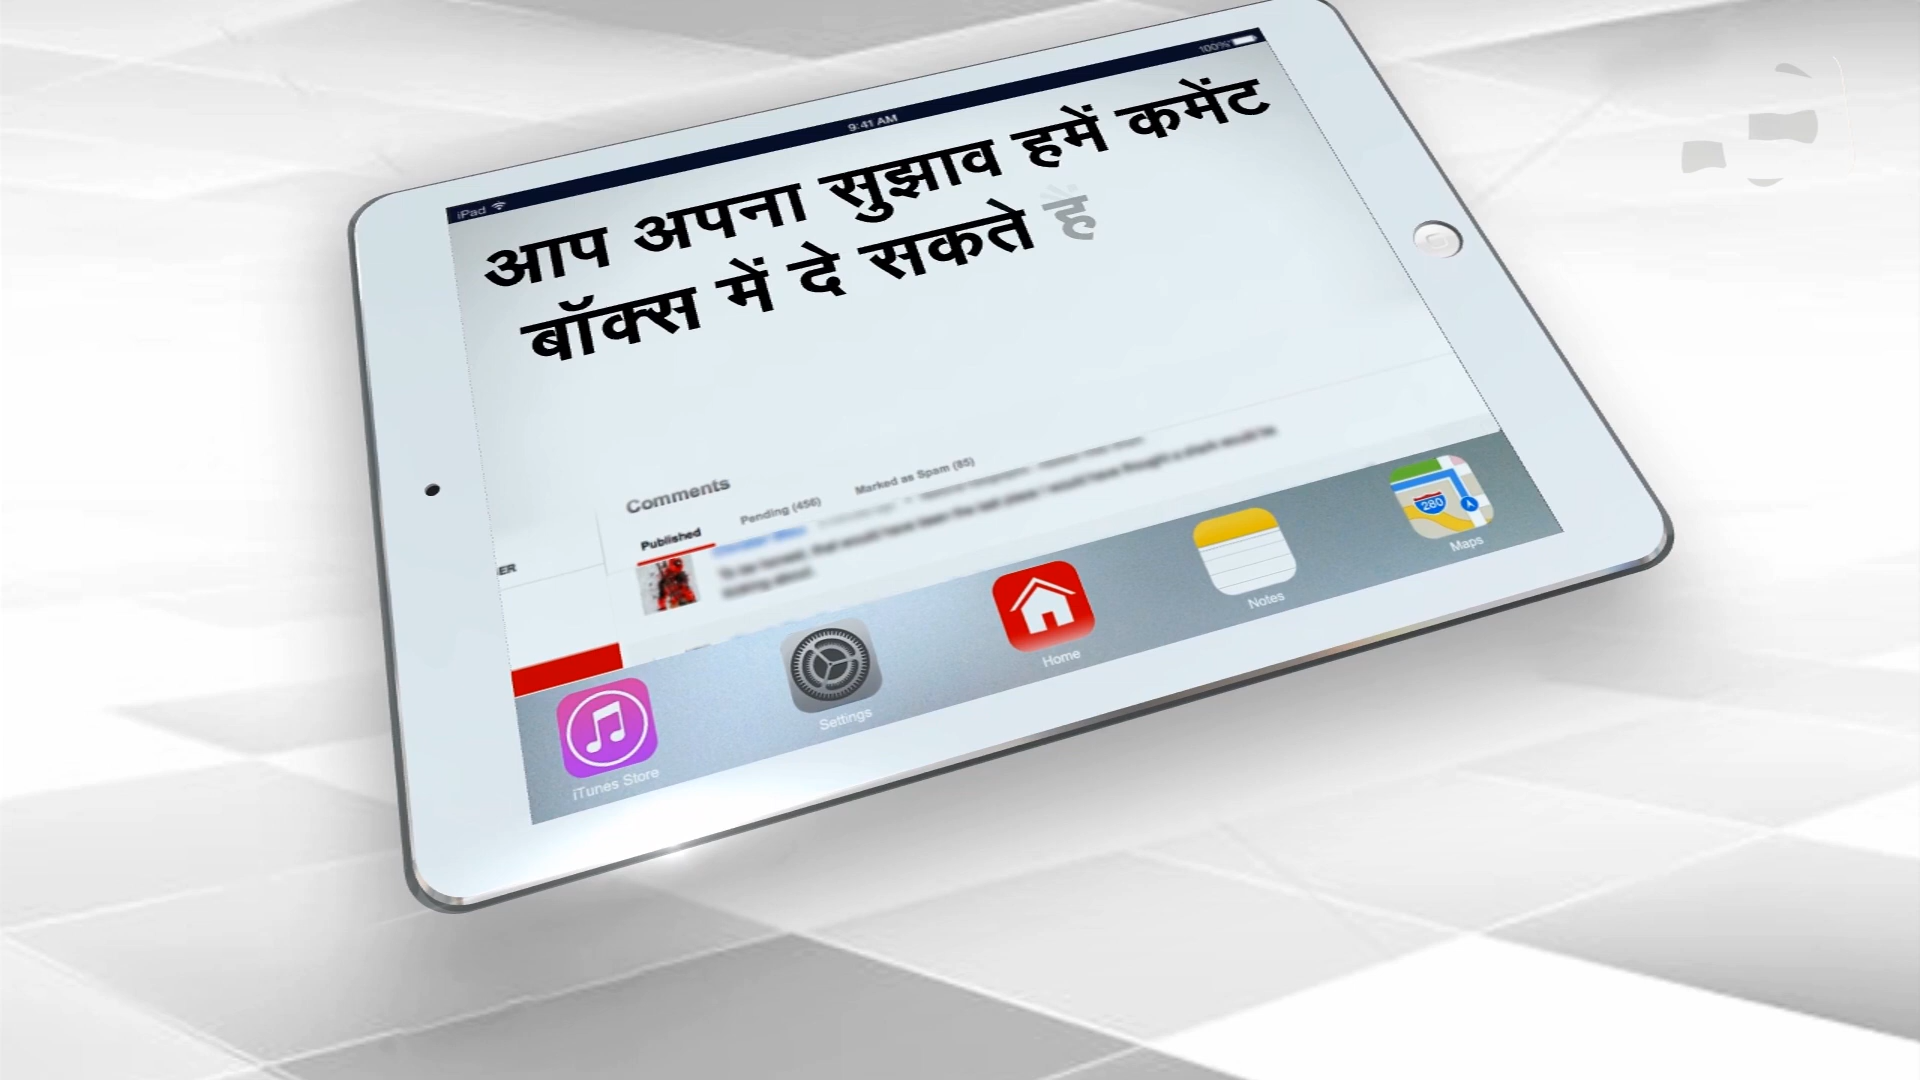 iPad
9:41 AM
100%
आप अपना सुझाव हमें कमेंट
बॉक्स में दे सकते हैं
Comments
Published
Pending (456)
Marked as Spam (85)
ER
iTunes Store
Settings
Home
Notes
Maps
280